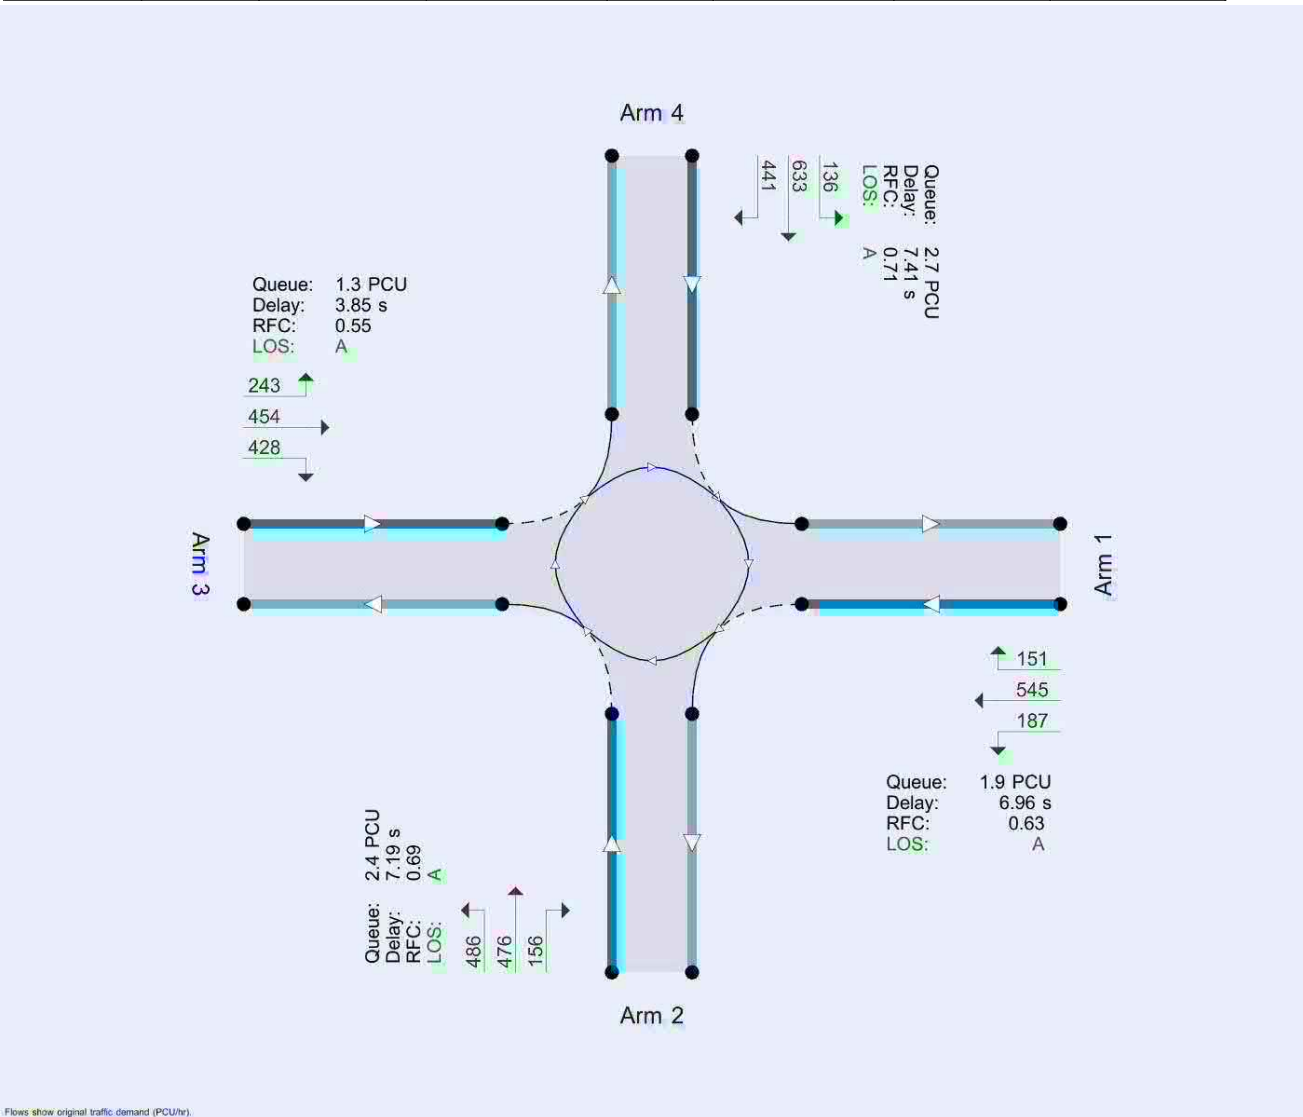 Arm 4
441
633
136
Queue: 2.7 PCU
Delay: 7.41 s
RFC: 0.71
LOS: A
Queue: 1.3 PCU
Delay: 3.85 s
RFC: 0.55
LOS: A
243
454
428
Arm 3
Arm 1
151
545
187
Queue: 1.9 PCU
Delay: 6.96 s
RFC: 0.63
LOS: A
Queue: 2.4 PCU
Delay: 7.19 s
RFC: 0.69
LOS: A
486
476
156
Arm 2
Flows show original traffic demand (PCU/hr).